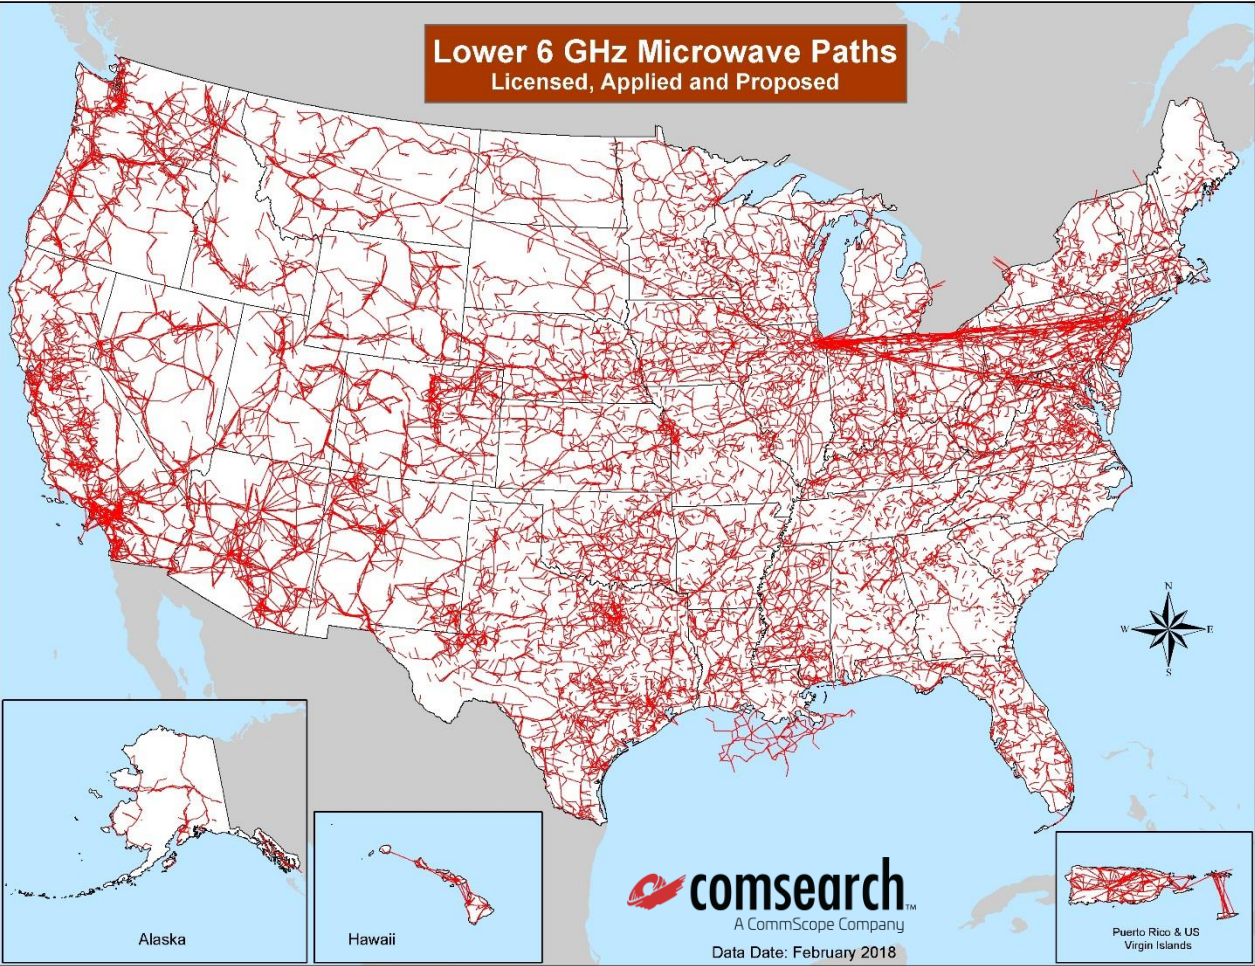 Lower 6 GHz Microwave Paths
Licensed, Applied and Proposed
N
W
E
S
Alaska
Hawaii
comsearch™
A CommScope Company
Data Date: February 2018
Puerto Rico & US
Virgin Islands